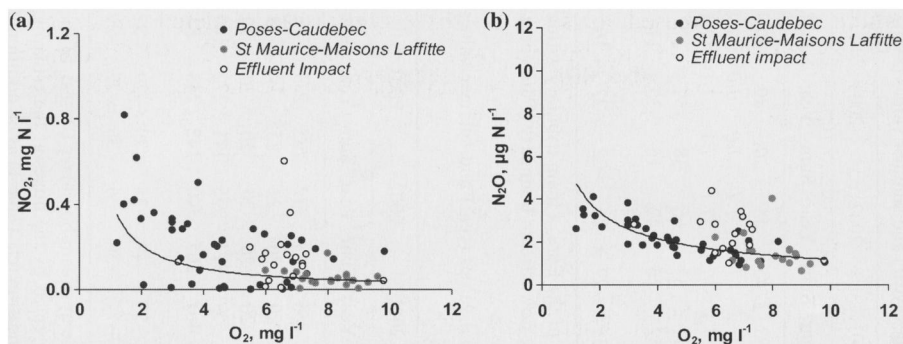 (a)
Poses-Caudebec
St Maurice-Maisons Laffitte
Effluent Impact
1.2
0.8
0.4
0.0
NO₂, mg N l⁻¹
0 2 4 6 8 10 12
O₂, mg l⁻¹
(b)
Poses-Caudebec
St Maurice-Maisons Laffitte
Effluent impact
12
10
8
6
4
2
0
N₂O, µg N l⁻¹
0 2 4 6 8 10 12
O₂, mg l⁻¹